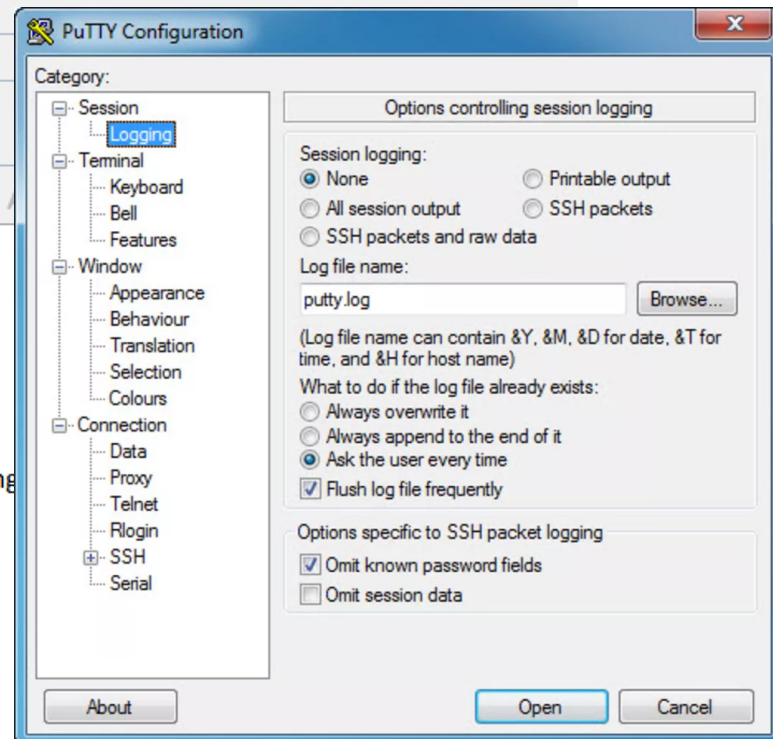 PuTTY Configuration
Category:
Session
Logging
Terminal
Keyboard
Bell
Features
Window
Appearance
Behaviour
Translation
Selection
Colours
Connection
Data
Proxy
Telnet
Rlogin
SSH
Serial
Options controlling session logging
Session logging:
None
Printable output
All session output
SSH packets
SSH packets and raw data
Log file name:
putty.log
Browse...
(Log file name can contain &Y, &M, &D for date, &T for
time, and &H for host name)
What to do if the log file already exists:
Always overwrite it
Always append to the end of it
Ask the user every time
Flush log file frequently
Options specific to SSH packet logging
Omit known password fields
Omit session data
About
Open
Cancel